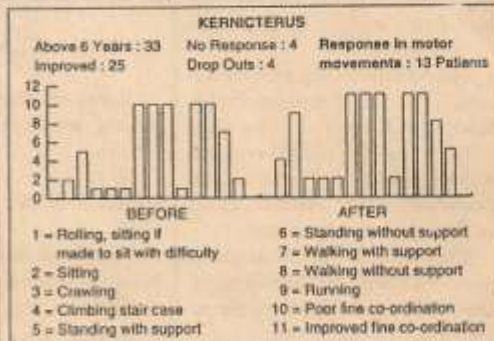 KERNICTERUS
Above 6 Years : 33 No Response : 4 Response in motor
Improved : 25 Drop Outs : 4 movements : 13 Patients
12
10
8
6
4
2
0
BEFORE AFTER
1 = Rolling, sitting if
made to sit with difficulty
2 = Sitting
3 = Crawling
4 = Climbing stair case
5 = Standing with support
6 = Standing without support
7 = Walking with support
8 = Walking without support
9 = Running
10 = Poor fine co-ordination
11 = Improved fine co-ordination